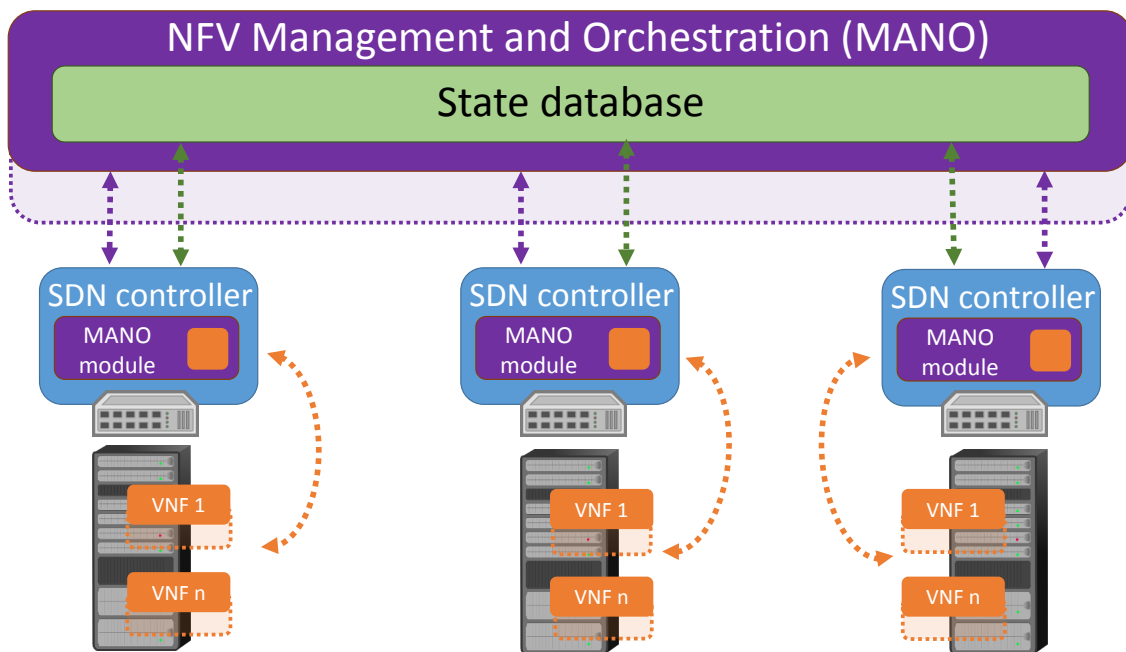 NFV Management and Orchestration (MANO)
State database
SDN controller
MANO
module
VNF 1
VNF n
SDN controller
MANO
module
VNF 1
VNF n
SDN controller
MANO
module
VNF 1
VNF n